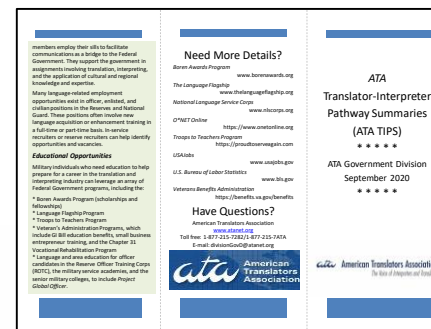 members employ their sills to facilitate
communications as a bridge to the Federal
Government. They support the government in
assignments involving translation, interpreting,
and the application of cultural and regional
knowledge and expertise.
Many language-related employment
opportunities exist in officer, enlisted, and
civilian positions in the Reserves and National
Guard. These positions often involve new
language acquisition or enhancement training in
a full-time or part-time basis. In-service
recruiters or reserve recruiters can help identify
opportunities and vacancies.
Educational Opportunities
Military individuals who need education to help
prepare for a career in the translation and
interpreting industry can leverage an array of
Federal Government programs, including the:
* Boren Awards Program (scholarships and
fellowships)
* Language Flagship Program
* Troops to Teachers Program
* Veteran's Administration Programs, which
include GI Bill education benefits, small business
entrepreneur training, and the Chapter 31
Vocational Rehabilitation Program
* Language and area education for officer
candidates in the Reserve Officer Training Corps
(ROTC), the military service academies, and the
senior military colleges, to include Project
Global Officer.
Need More Details?
Boren Awards Program
www.borenawards.org
The Language Flagship
www.thelanguageflagship.org
National Language Service Corps
www.nlscorps.org
O*NET Online
https://www.onetonline.org
Troops to Teachers Program
https://proudtoserveagain.com
USAJobs
www.usajobs.gov
U.S. Bureau of Labor Statistics
www.bls.gov
Veterans Benefits Administration
https://benefits.va.gov/benefits
Have Questions?
American Translators Association
www.atanet.org
Toll free: 1-877-215-7282/1-877-215-7ATA
E-mail: divisionGovD@atanet.org
ata American
Translators
Association
ATA
Translator-Interpreter
Pathway Summaries
(ATA TIPS)
* * * * *
ATA Government Division
September 2020
* * * * *
ata American Translators Associatio
The Voice of Interpreters and Transl